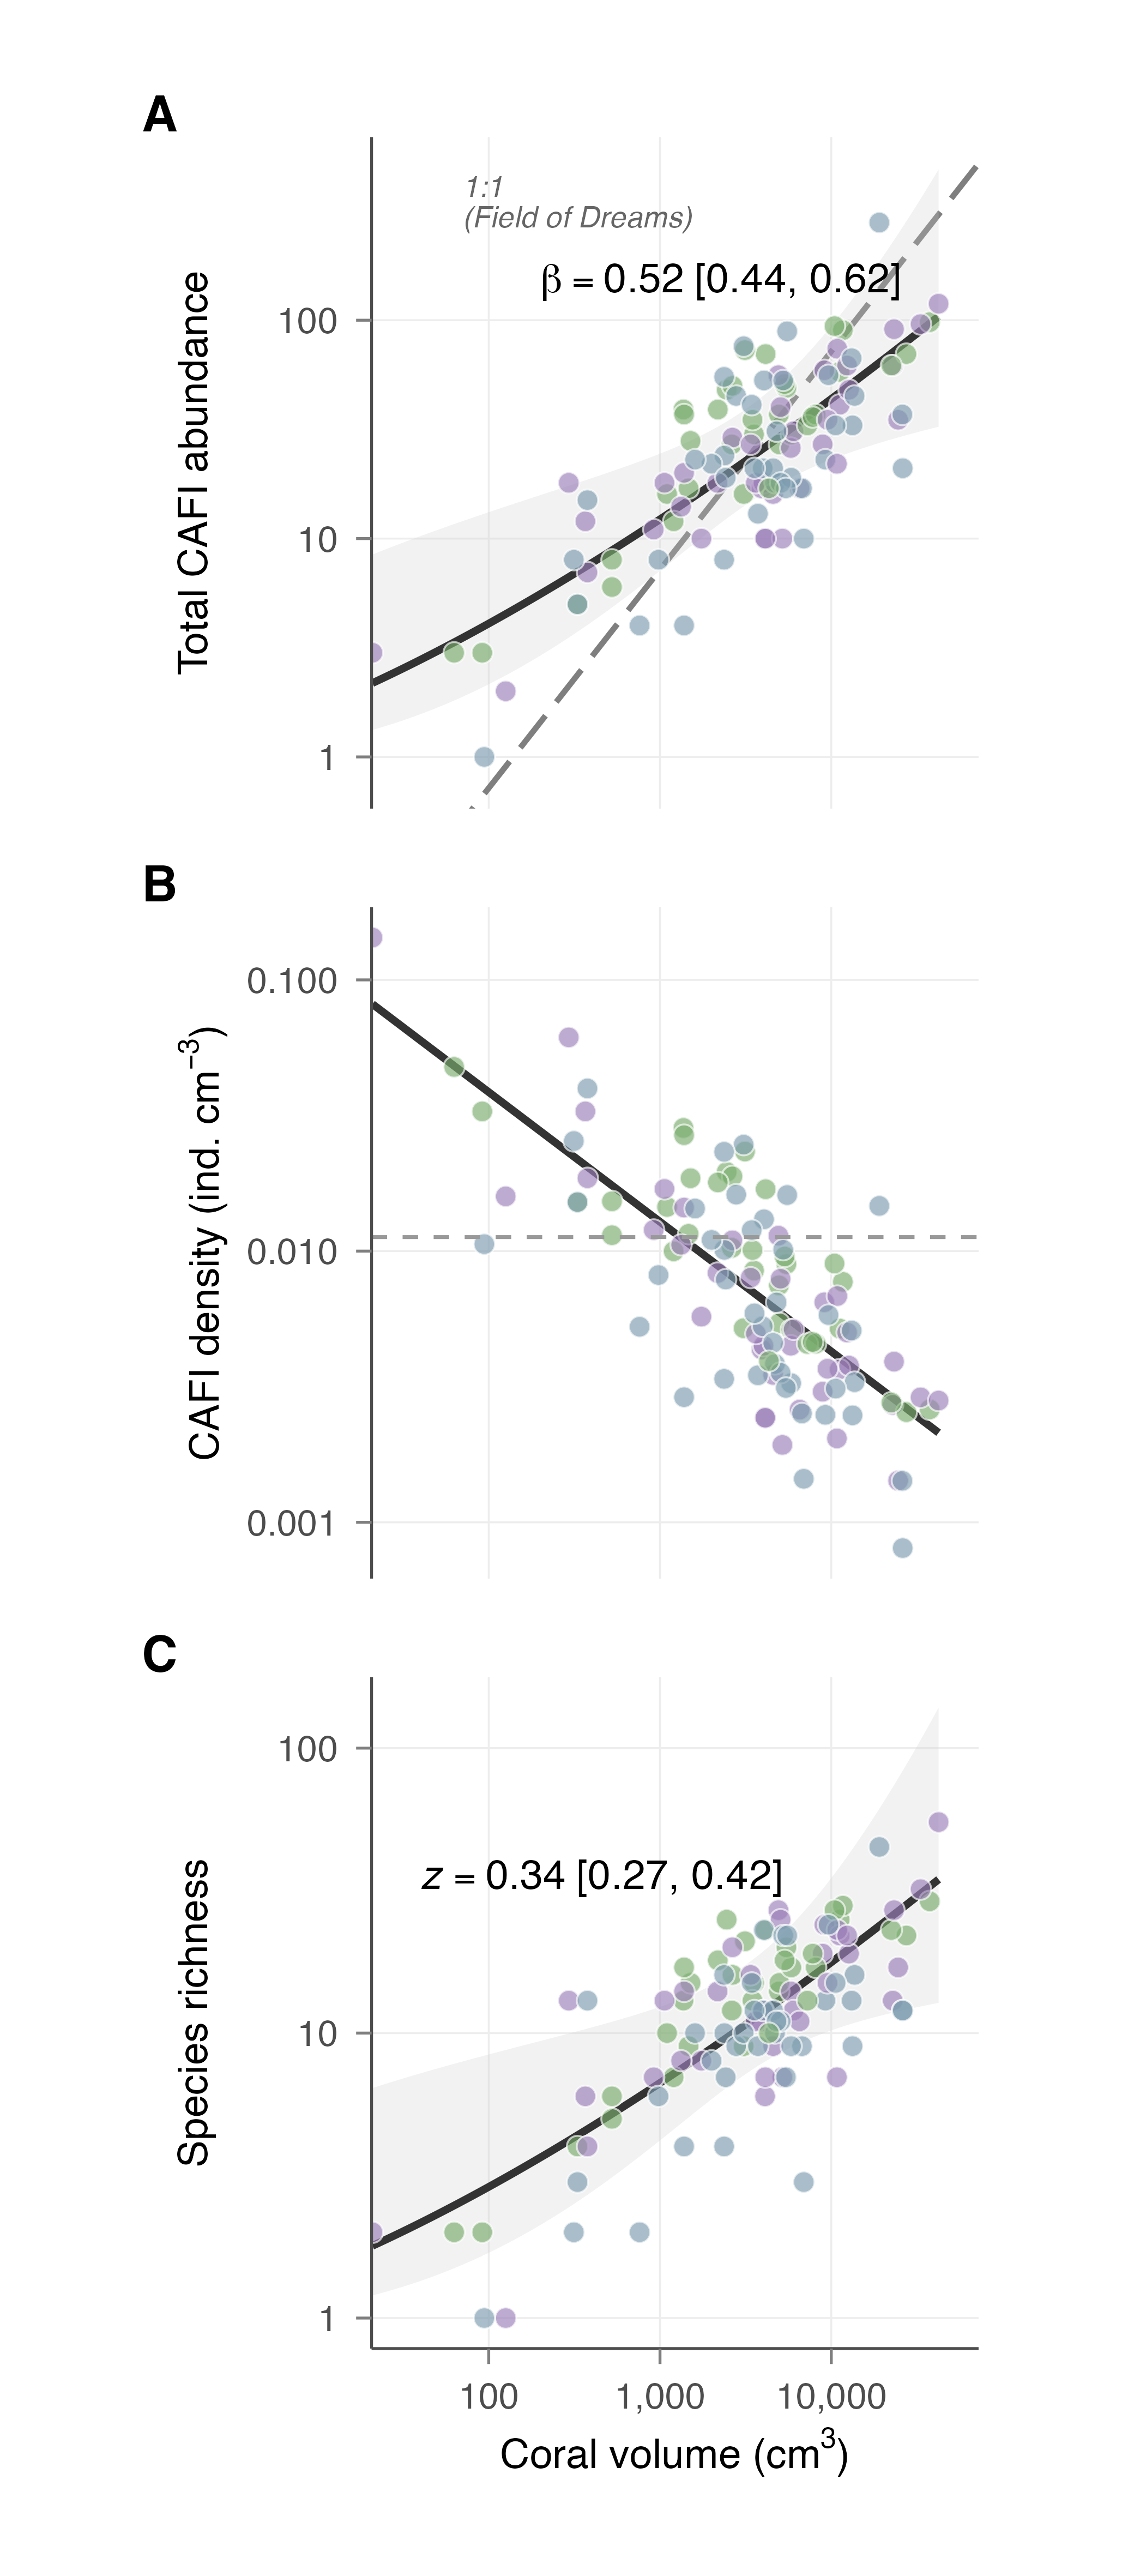 A
1:1
(Field of Dreams)
β = 0.52 [0.44, 0.62]
Total CAFI abundance
100
10
1
B
CAFI density (ind. cm⁻³)
0.100
0.010
0.001
C
z = 0.34 [0.27, 0.42]
Species richness
100
10
1
100 1,000 10,000
Coral volume (cm³)